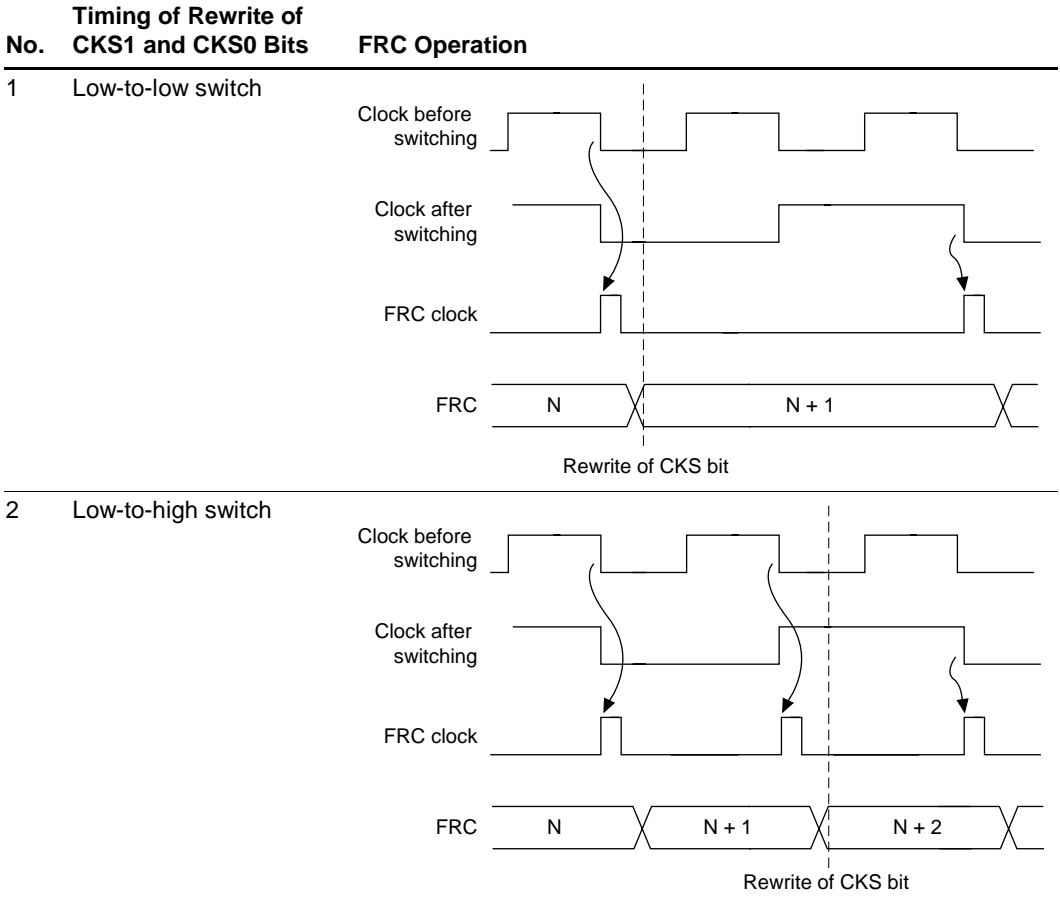 No.
Timing of Rewrite of
CKS1 and CKS0 Bits
FRC Operation
1
Low-to-low switch
Clock before
switching
Clock after
switching
FRC clock
FRC
N
N + 1
Rewrite of CKS bit
2
Low-to-high switch
Clock before
switching
Clock after
switching
FRC clock
FRC
N
N + 1
N + 2
Rewrite of CKS bit